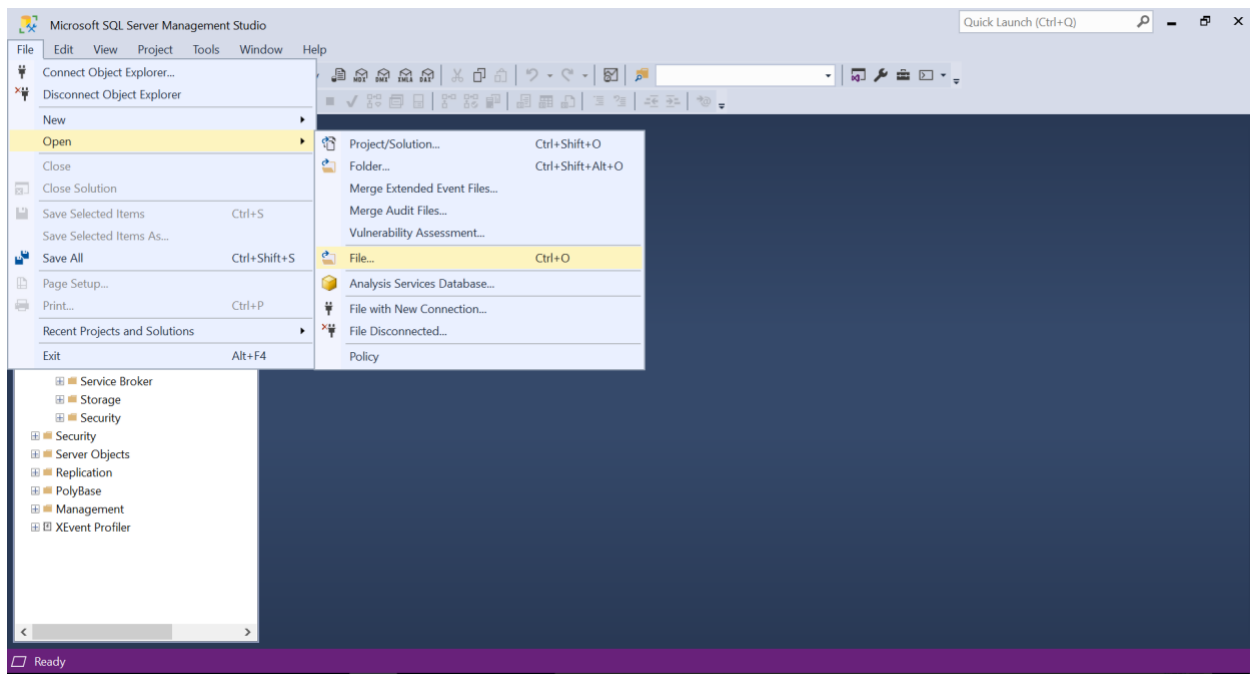 Microsoft SQL Server Management Studio
Quick Launch (Ctrl+Q)
File Edit View Project Tools Window Help
Connect Object Explorer...
Disconnect Object Explorer
New
Open
Close
Close Solution
Save Selected Items Ctrl+S
Save Selected Items As...
Save All Ctrl+Shift+S
Page Setup...
Print... Ctrl+P
Recent Projects and Solutions
Exit Alt+F4
Project/Solution... Ctrl+Shift+O
Folder... Ctrl+Shift+Alt+O
Merge Extended Event Files...
Merge Audit Files...
Vulnerability Assessment...
File... Ctrl+O
Analysis Services Database...
File with New Connection...
File Disconnected...
Policy
Service Broker
Storage
Security
Security
Server Objects
Replication
PolyBase
Management
XEvent Profiler
Ready